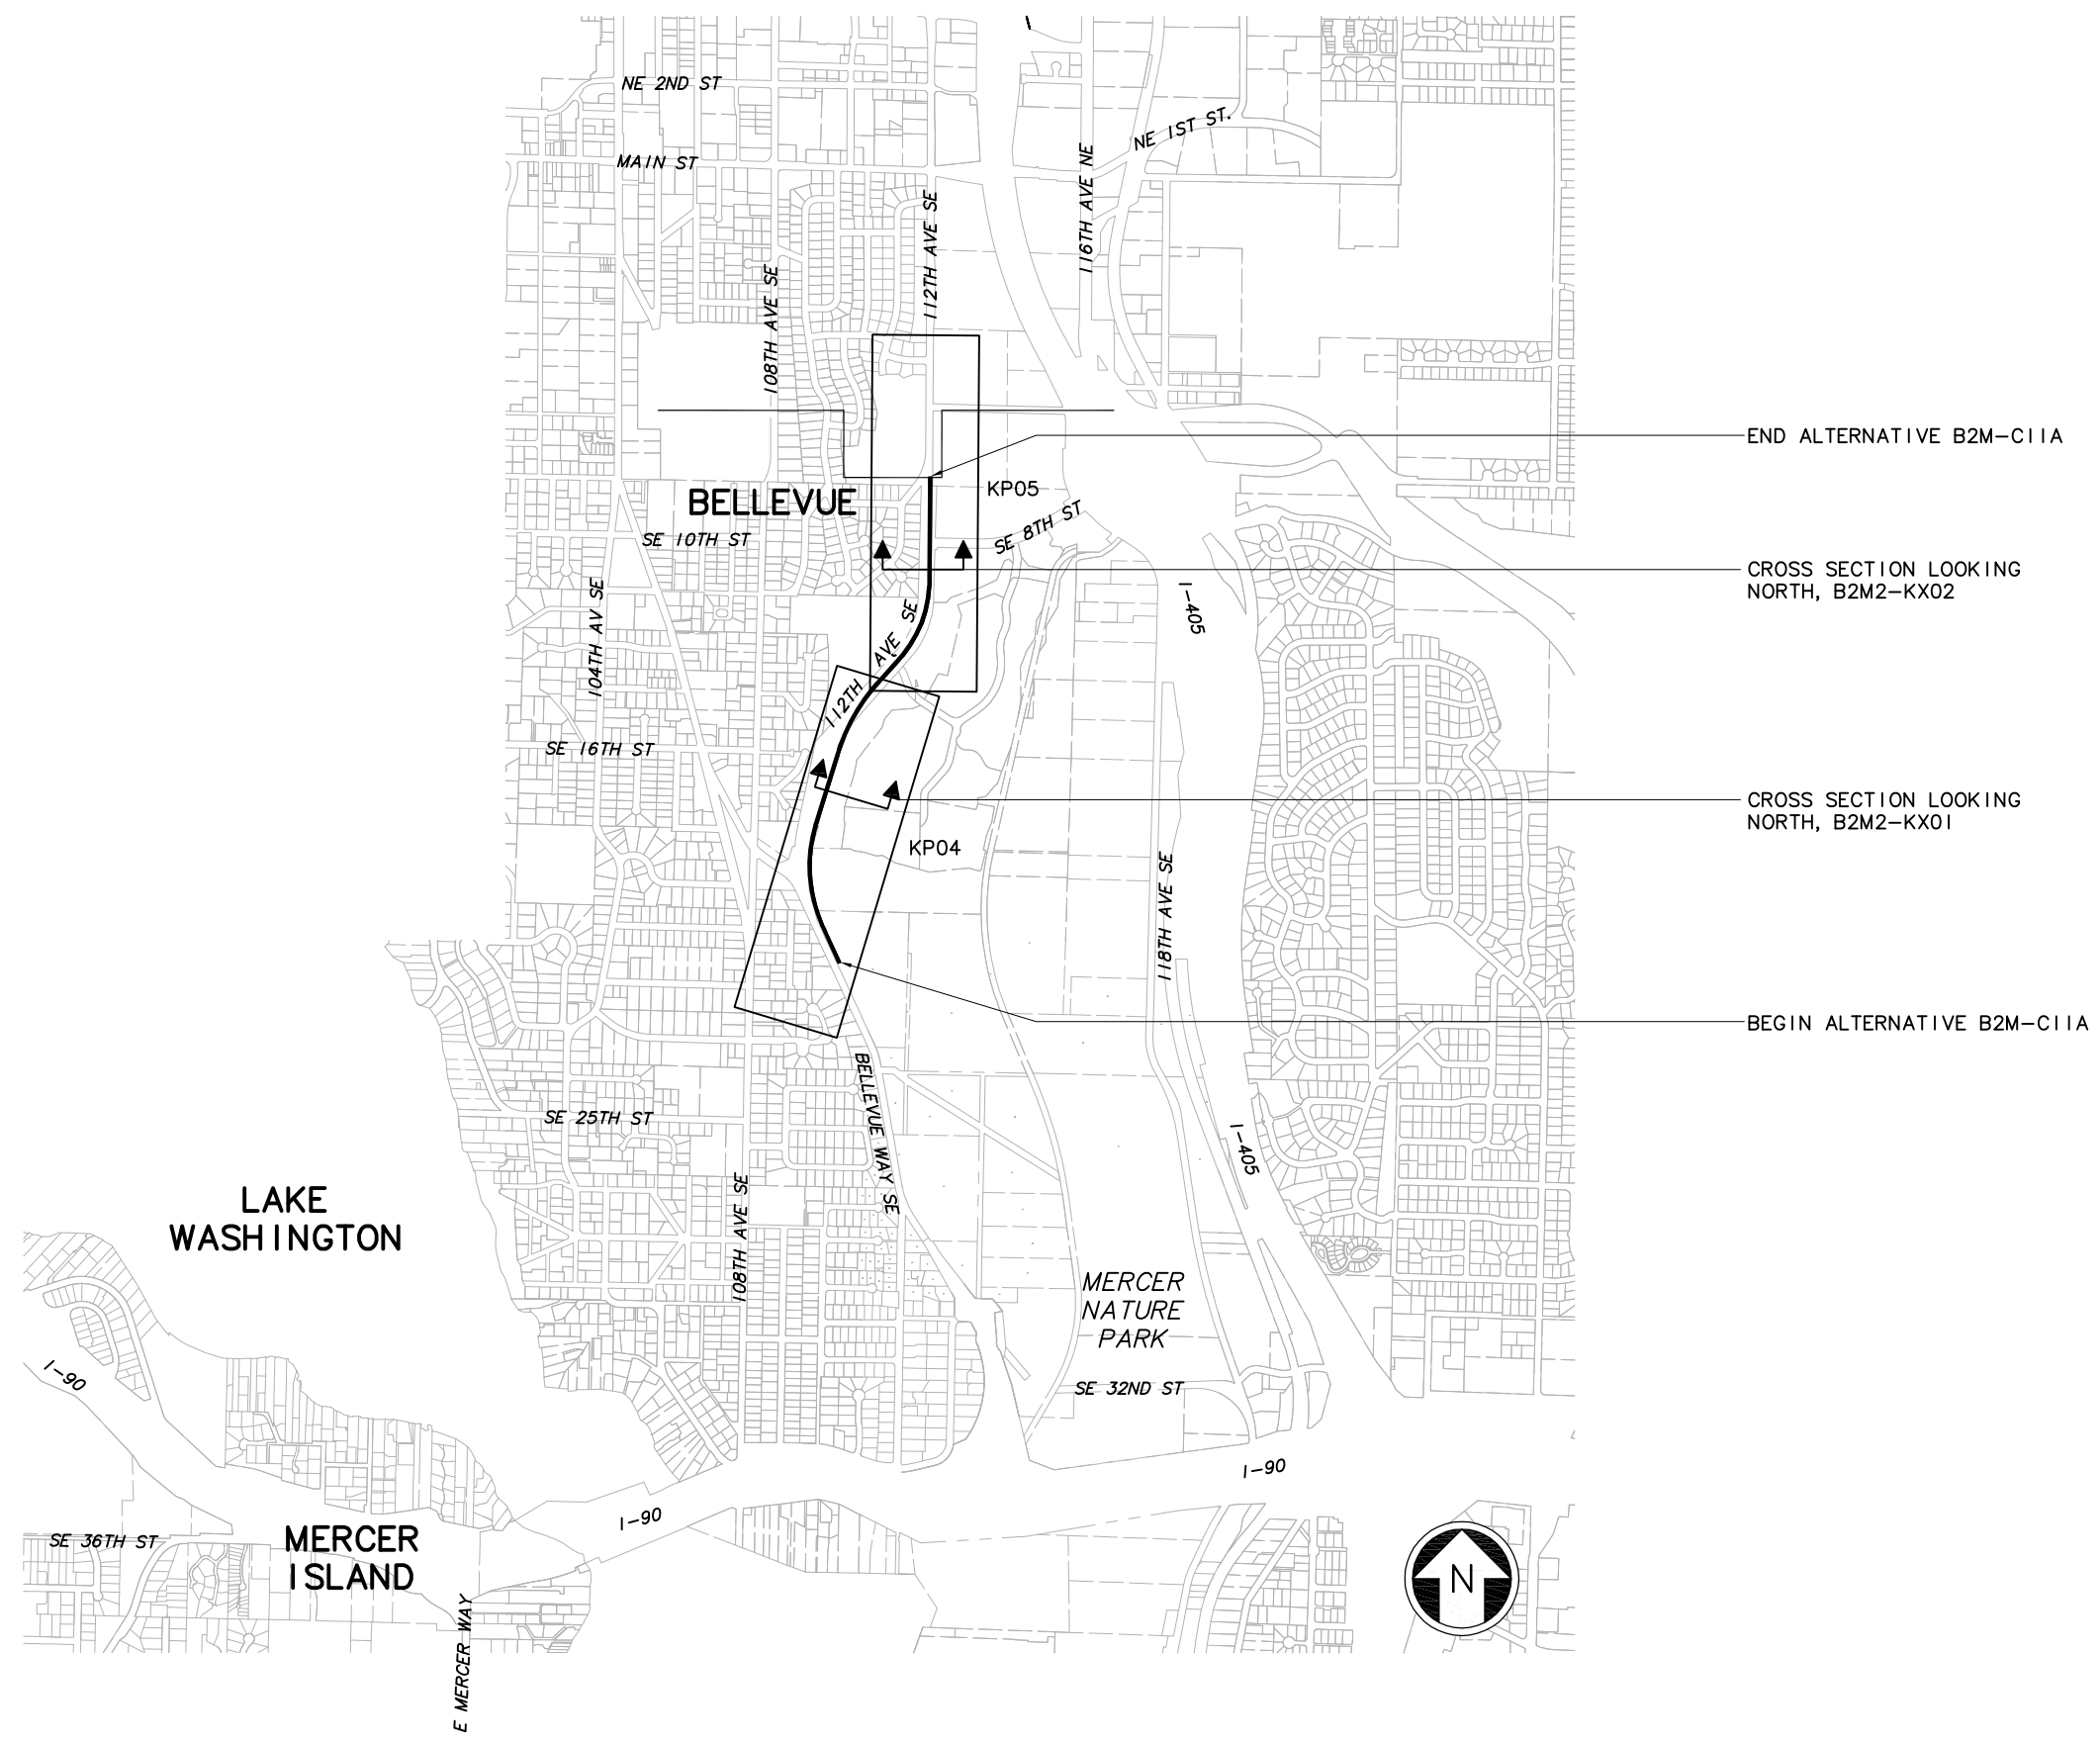 NE 2ND ST
NE 1ST ST.
MAIN ST
116TH AVE NE
112TH AVE SE
108TH AVE SE
END ALTERNATIVE B2M-C11A
KP05
BELLEVUE
SE 8TH ST
SE 10TH ST
CROSS SECTION LOOKING
NORTH, B2M2-KX02
I-405
104TH AV SE
112TH AVE SE
SE 16TH ST
CROSS SECTION LOOKING
NORTH, B2M2-KX01
KP04
118TH AVE SE
BEGIN ALTERNATIVE B2M-C11A
BELLEVUE WAY SE
SE 25TH ST
I-405
108TH AVE SE
LAKE
WASHINGTON
MERCER
NATURE
PARK
I-90
SE 32ND ST
I-90
I-90
MERCER
ISLAND
SE 36TH ST
N
E MERCER WAY